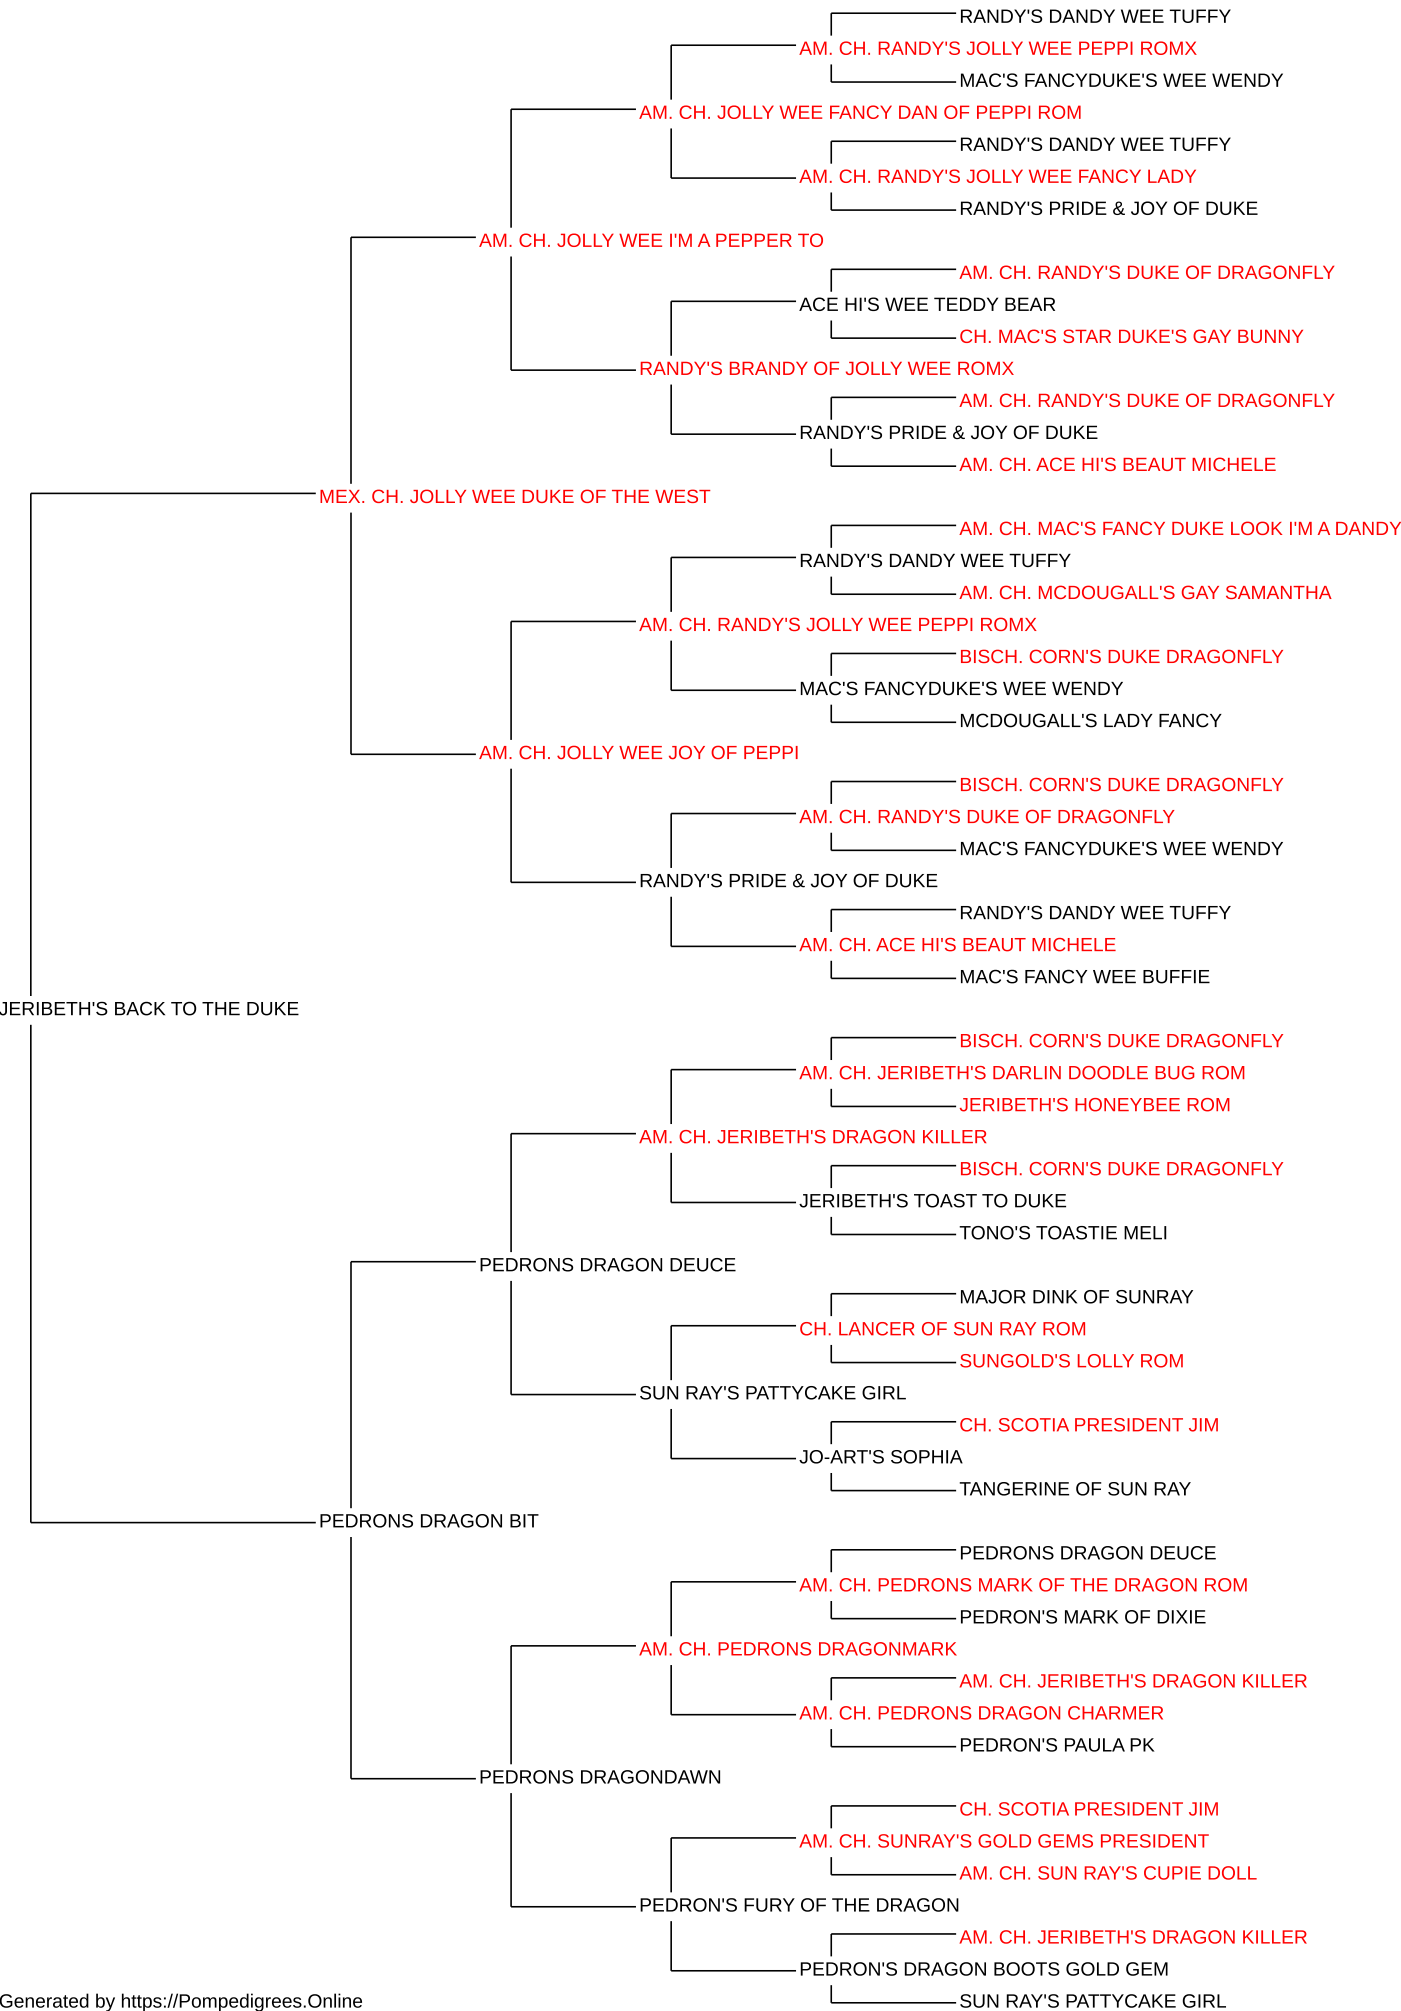 RANDY'S DANDY WEE TUFFY
AM. CH. RANDY'S JOLLY WEE PEPPI ROMX
MAC'S FANCYDUKE'S WEE WENDY
AM. CH. JOLLY WEE FANCY DAN OF PEPPI ROM
RANDY'S DANDY WEE TUFFY
AM. CH. RANDY'S JOLLY WEE FANCY LADY
RANDY'S PRIDE & JOY OF DUKE
AM. CH. JOLLY WEE I'M A PEPPER TO
AM. CH. RANDY'S DUKE OF DRAGONFLY
ACE HI'S WEE TEDDY BEAR
CH. MAC'S STAR DUKE'S GAY BUNNY
RANDY'S BRANDY OF JOLLY WEE ROMX
AM. CH. RANDY'S DUKE OF DRAGONFLY
RANDY'S PRIDE & JOY OF DUKE
AM. CH. ACE HI'S BEAUT MICHELE
MEX. CH. JOLLY WEE DUKE OF THE WEST
AM. CH. MAC'S FANCY DUKE LOOK I'M A DANDY
RANDY'S DANDY WEE TUFFY
AM. CH. MCDOUGALL'S GAY SAMANTHA
AM. CH. RANDY'S JOLLY WEE PEPPI ROMX
BISCH. CORN'S DUKE DRAGONFLY
MAC'S FANCYDUKE'S WEE WENDY
MCDOUGALL'S LADY FANCY
AM. CH. JOLLY WEE JOY OF PEPPI
BISCH. CORN'S DUKE DRAGONFLY
AM. CH. RANDY'S DUKE OF DRAGONFLY
MAC'S FANCYDUKE'S WEE WENDY
RANDY'S PRIDE & JOY OF DUKE
RANDY'S DANDY WEE TUFFY
AM. CH. ACE HI'S BEAUT MICHELE
MAC'S FANCY WEE BUFFIE
JERIBETH'S BACK TO THE DUKE
BISCH. CORN'S DUKE DRAGONFLY
AM. CH. JERIBETH'S DARLIN DOODLE BUG ROM
JERIBETH'S HONEYBEE ROM
AM. CH. JERIBETH'S DRAGON KILLER
BISCH. CORN'S DUKE DRAGONFLY
JERIBETH'S TOAST TO DUKE
TONO'S TOASTIE MELI
PEDRONS DRAGON DEUCE
MAJOR DINK OF SUNRAY
CH. LANCER OF SUN RAY ROM
SUNGOLD'S LOLLY ROM
SUN RAY'S PATTYCAKE GIRL
CH. SCOTIA PRESIDENT JIM
JO-ART'S SOPHIA
TANGERINE OF SUN RAY
PEDRONS DRAGON BIT
PEDRONS DRAGON DEUCE
AM. CH. PEDRONS MARK OF THE DRAGON ROM
PEDRON'S MARK OF DIXIE
AM. CH. PEDRONS DRAGONMARK
AM. CH. JERIBETH'S DRAGON KILLER
AM. CH. PEDRONS DRAGON CHARMER
PEDRON'S PAULA PK
PEDRONS DRAGONDAWN
CH. SCOTIA PRESIDENT JIM
AM. CH. SUNRAY'S GOLD GEMS PRESIDENT
AM. CH. SUN RAY'S CUPIE DOLL
PEDRON'S FURY OF THE DRAGON
AM. CH. JERIBETH'S DRAGON KILLER
PEDRON'S DRAGON BOOTS GOLD GEM
SUN RAY'S PATTYCAKE GIRL
Generated by https://Pompedigrees.Online